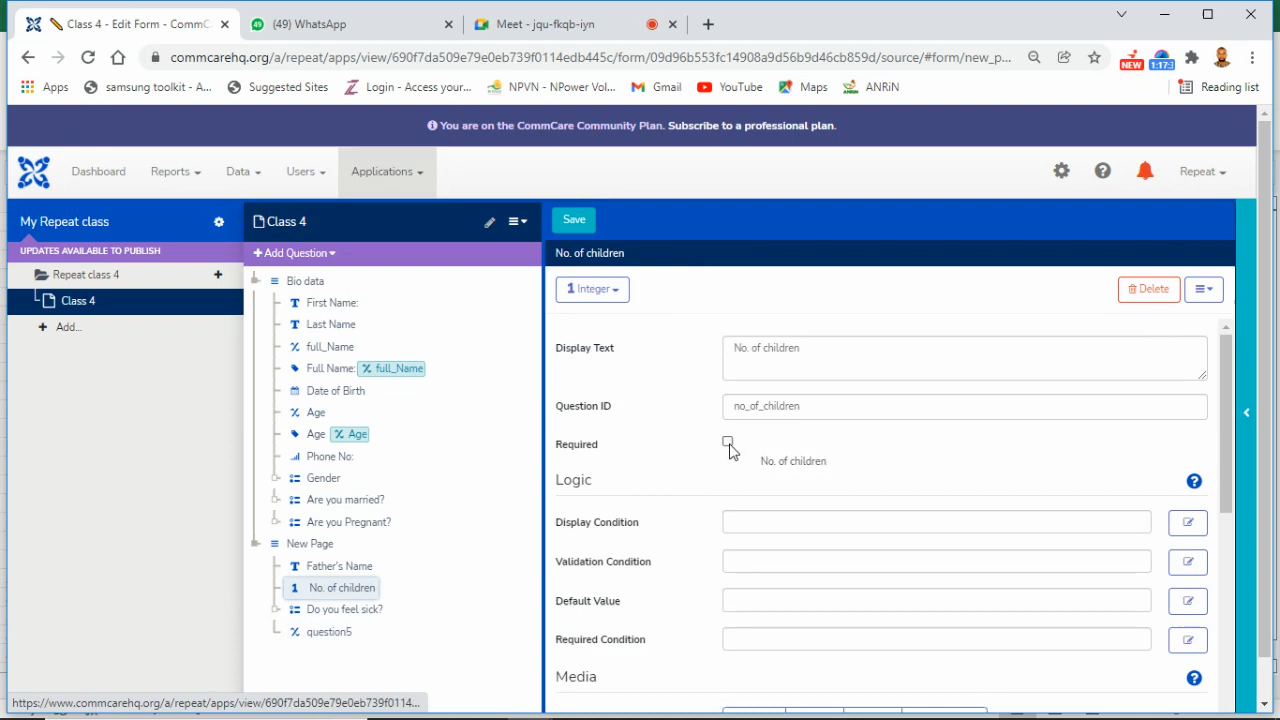 Class 4 - Edit Form - CommC
(49) WhatsApp
Meet - jqu-fkqb-iyn
commcarehq.org/a/repeat/apps/view/690f7da509e79e0eb739f0114edb445c/form/09d96b553fc14908a9d56d9d46cb859d/source/#form/new_p...
NEW
1:17:3
Apps
samsung toolkit - A...
Suggested Sites
Login - Access your...
NPVN - NPower Vol...
Gmail
YouTube
Maps
ANRiN
Reading list
You are on the CommCare Community Plan. Subscribe to a professional plan.
Dashboard
Reports
Data
Users
Applications
Repeat
My Repeat class
UPDATES AVAILABLE TO PUBLISH
Repeat class 4
Class 4
Add...
Class 4
Add Question
Bio data
First Name:
Last Name
full_Name
Full Name: full_Name
Date of Birth
Age
Age Age
Phone No:
Gender
Are you married?
Are you Pregnant?
New Page
Father's Name
1 No. of children
Do you feel sick?
question5
Save
No. of children
1 Integer
Delete
Display Text
No. of children
Question ID
no_of_children
Required
No. of children
Logic
Display Condition
Validation Condition
Default Value
Required Condition
Media
https://www.commcarehq.org/a/repeat/apps/view/690f7da509e79e0eb739f0114...